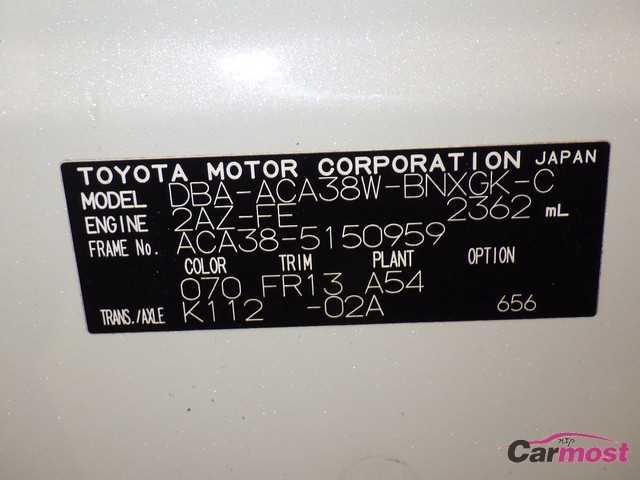 TOYOTA MOTOR CORPORATION JAPAN
MODEL DBA-ACA38W-BNXGK-C
ENGINE 2AZ-FE 2362 mL
FRAME No. ACA38-5150959
COLOR TRIM PLANT OPTION
070 FR13 A54
TRANS./AXLE K112 -02A 656
Carmost